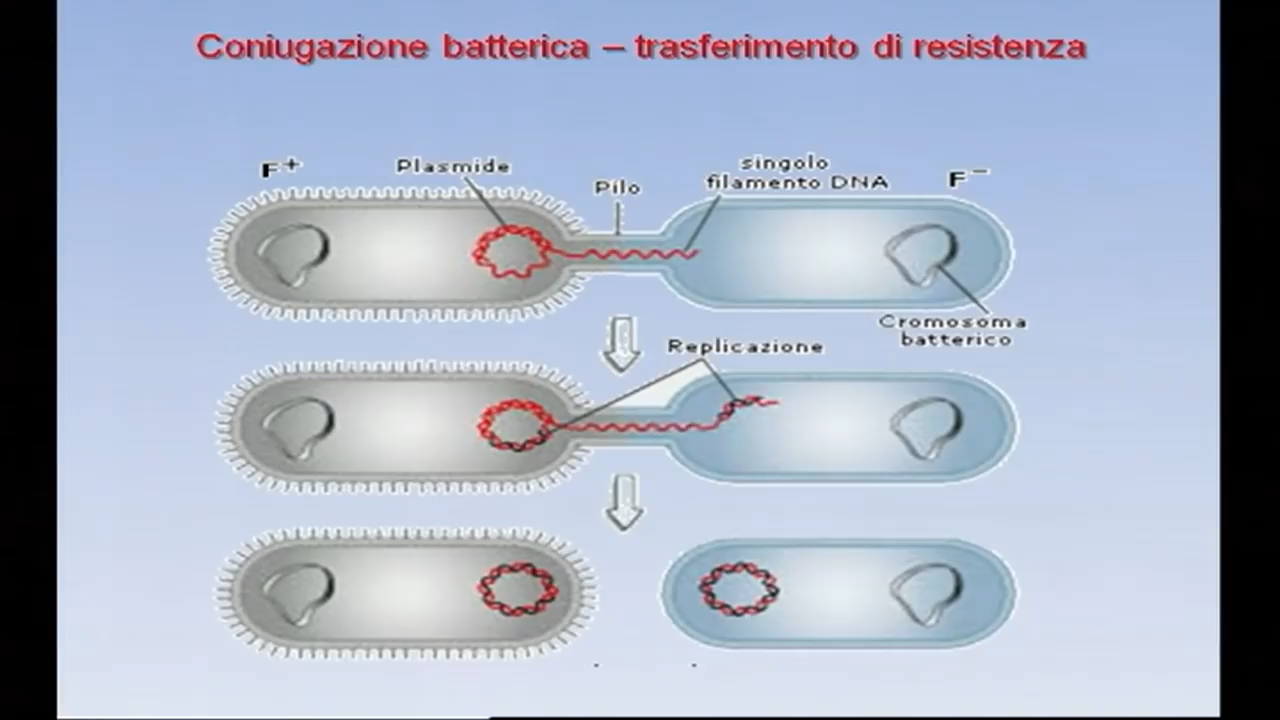 Coniugazione batterica – trasferimento di resistenza
F+
Plasmide
Pilo
singolo
filamento DNA
F−
Cromosoma
batterico
Replicazione